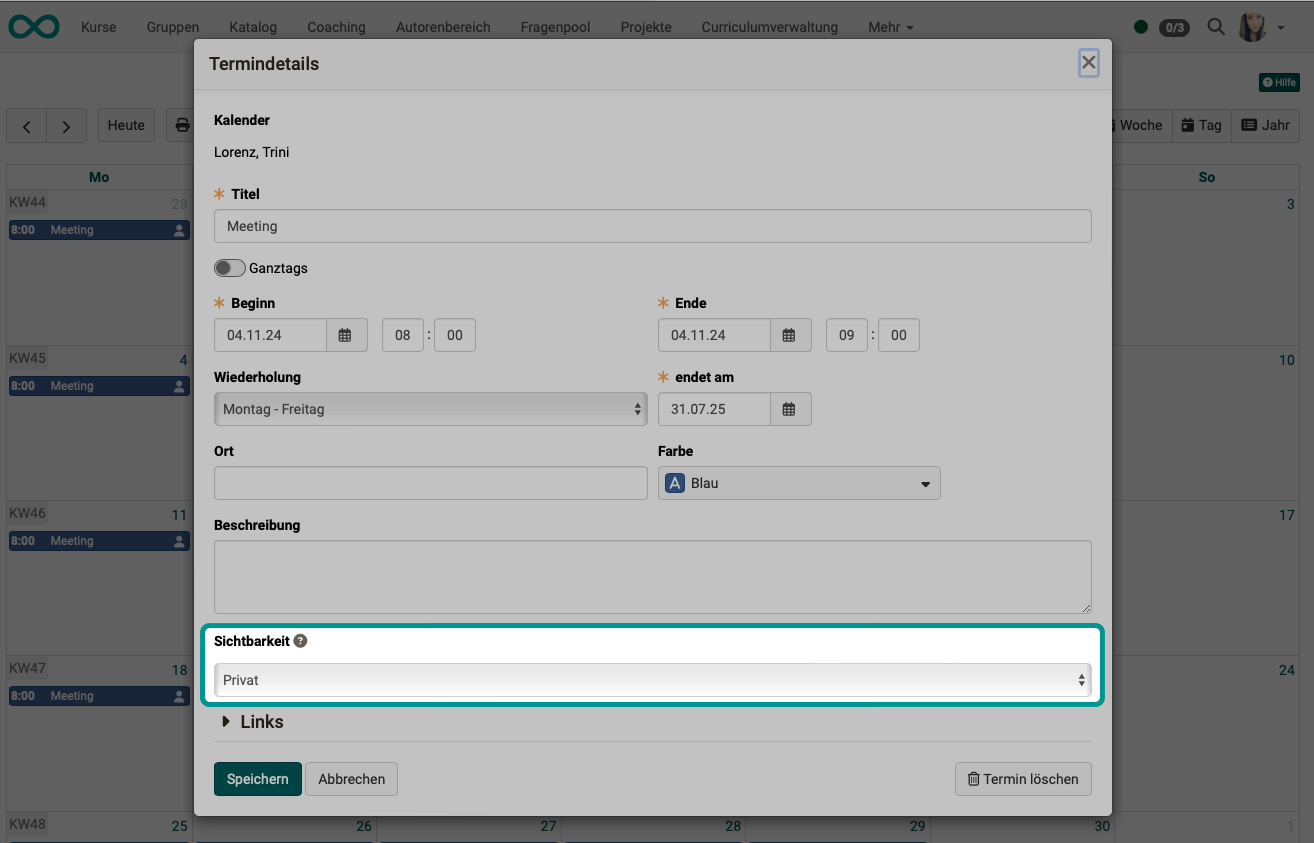 Kurse Gruppen Katalog Coaching Autorenbereich Fragenpool Projekte Curriculumverwaltung Mehr 0/3
Termindetails
Hilfe
Heute Woche Tag Jahr
Kalender
Lorenz, Trini
Mo So
Titel
KW44 28 3
Meeting
8:00 Meeting
Ganztags
Beginn Ende
04.11.24 08 : 00 04.11.24 09 : 00
KW45 4 10
Wiederholung endet am
8:00 Meeting
Montag - Freitag 31.07.25
Ort Farbe
A Blau
KW46 11 17
Beschreibung
8:00 Meeting
Sichtbarkeit ?
KW47 18 24
Privat
8:00 Meeting
Links
Speichern Abbrechen Termin löschen
KW48 25 26 27 28 29 30 1